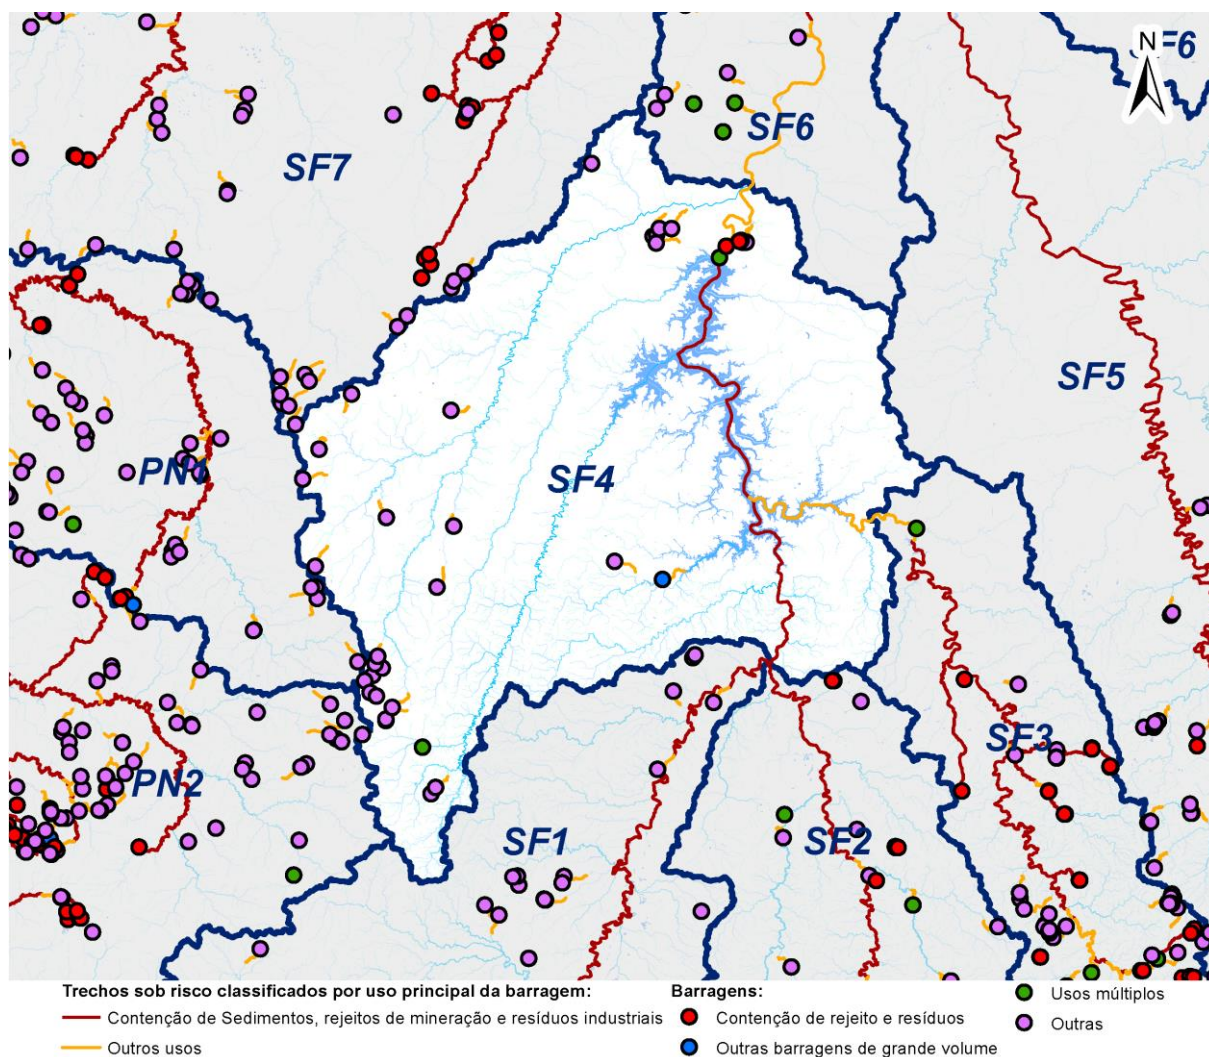 N
SF6
SF6
SF7
SF5
PN1
SF4
SF3
PN2
SF1
SF2
Trechos sob risco classificados por uso principal da barragem:
Contenção de Sedimentos, rejeitos de mineração e resíduos industriais
Outros usos
Barragens:
Contenção de rejeito e resíduos
Outras barragens de grande volume
Usos múltiplos
Outras